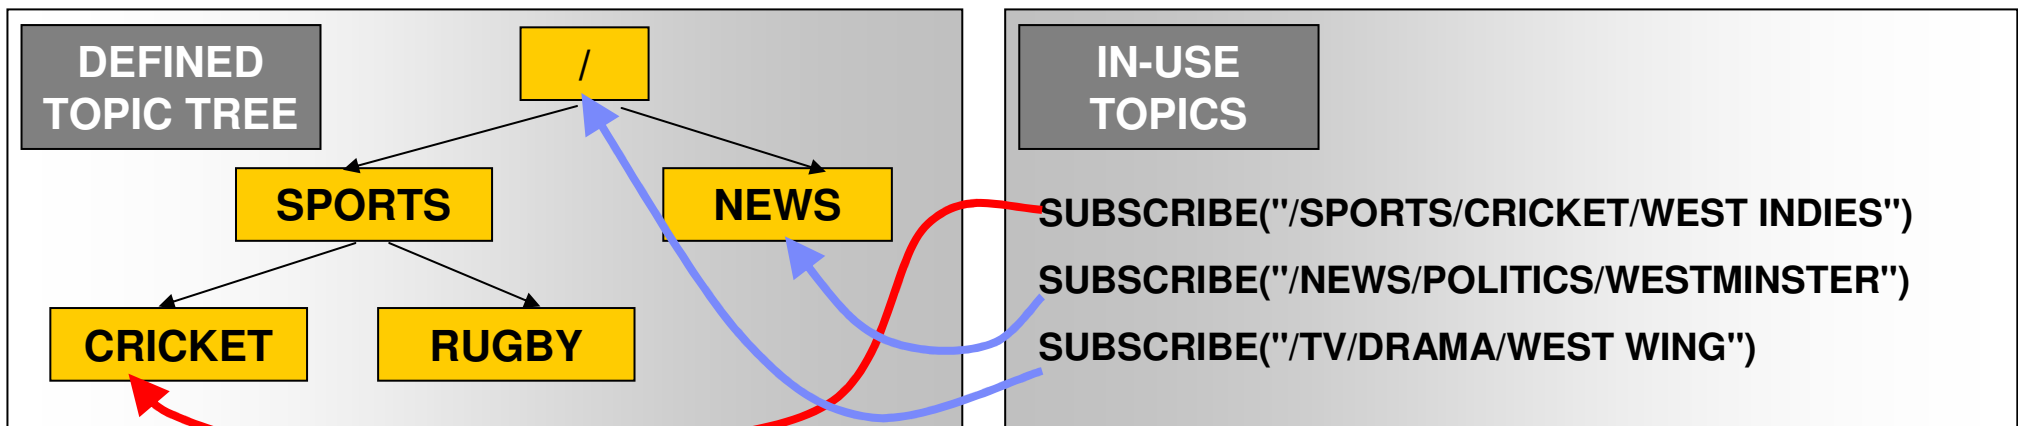 DEFINED
TOPIC TREE
/
SPORTS
NEWS
CRICKET
RUGBY
IN-USE
TOPICS
SUBSCRIBE("/SPORTS/CRICKET/WEST INDIES")
SUBSCRIBE("/NEWS/POLITICS/WESTMINSTER")
SUBSCRIBE("/TV/DRAMA/WEST WING")